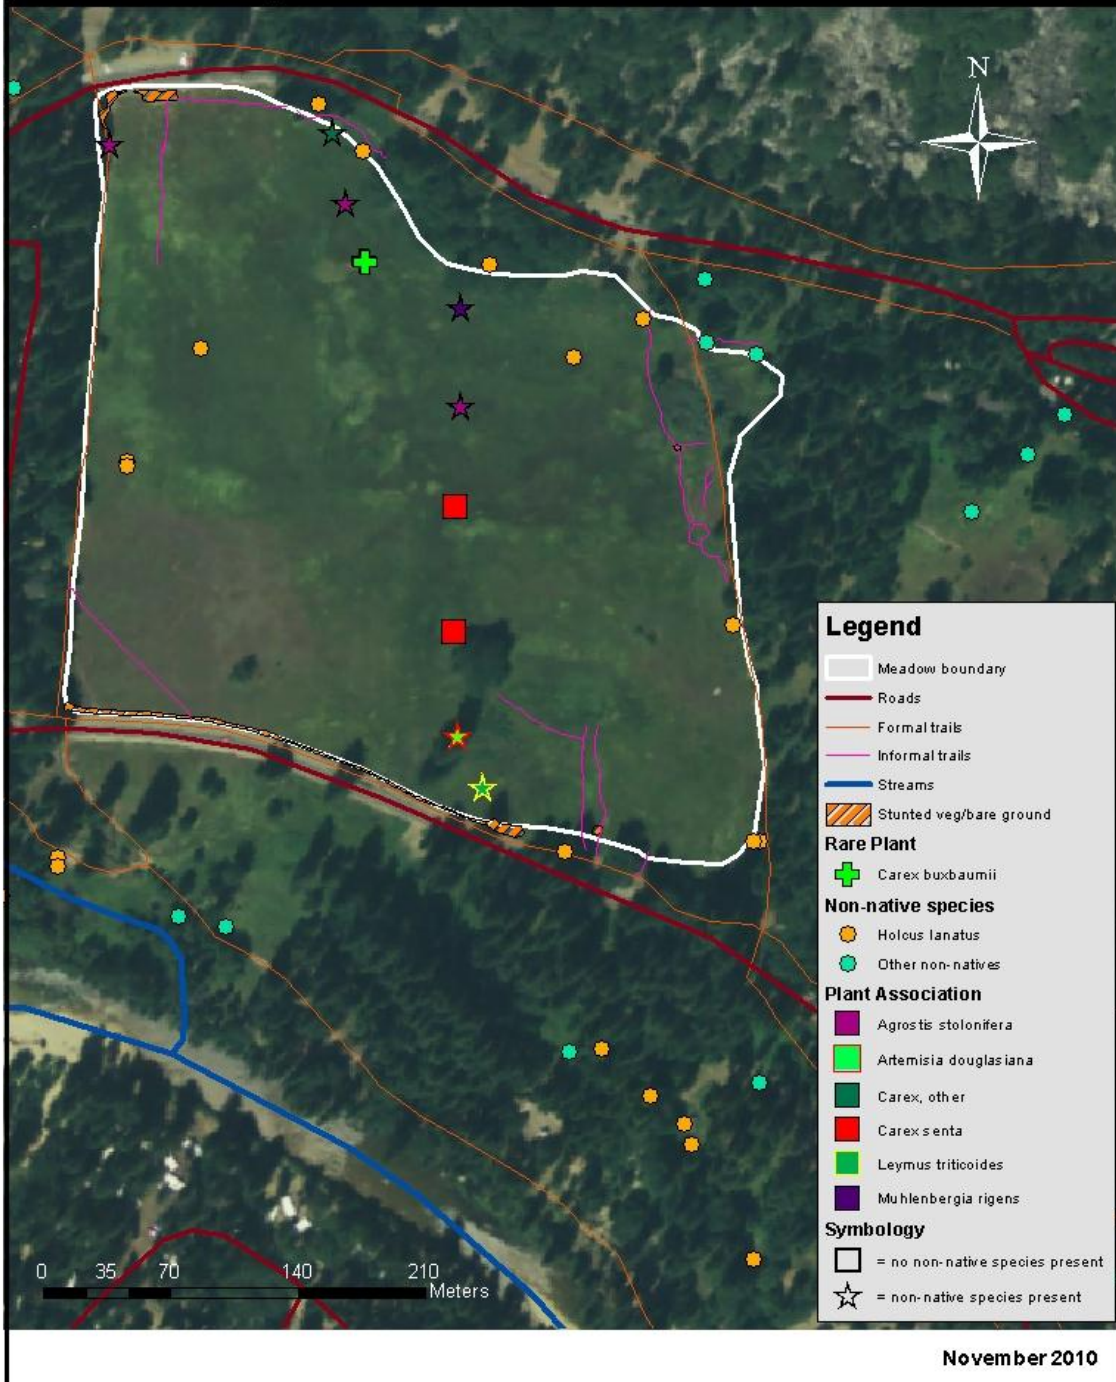 N
Legend
Meadow boundary
Roads
Formal trails
Informal trails
Streams
Stunted veg/bare ground
Rare Plant
Carex buxbaumii
Non-native species
Holcus lanatus
Other non-natives
Plant Association
Agrostis stolonifera
Artemisia douglasiana
Carex, other
Carex senta
Leymus triticoides
Muhlenbergia rigens
Symbology
= no non-native species present
= non-native species present
0 35 70 140 210
Meters
November 2010